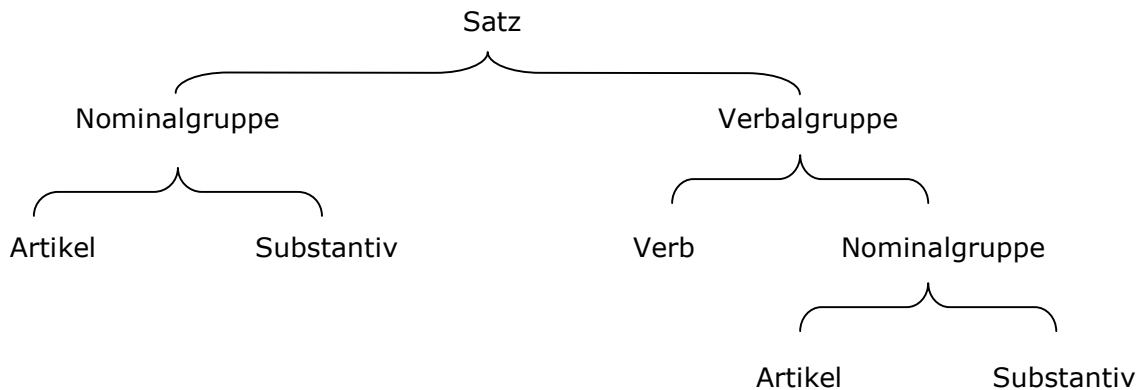 Satz
Nominalgruppe Verbalgruppe
Artikel Substantiv Verb Nominalgruppe
Artikel Substantiv